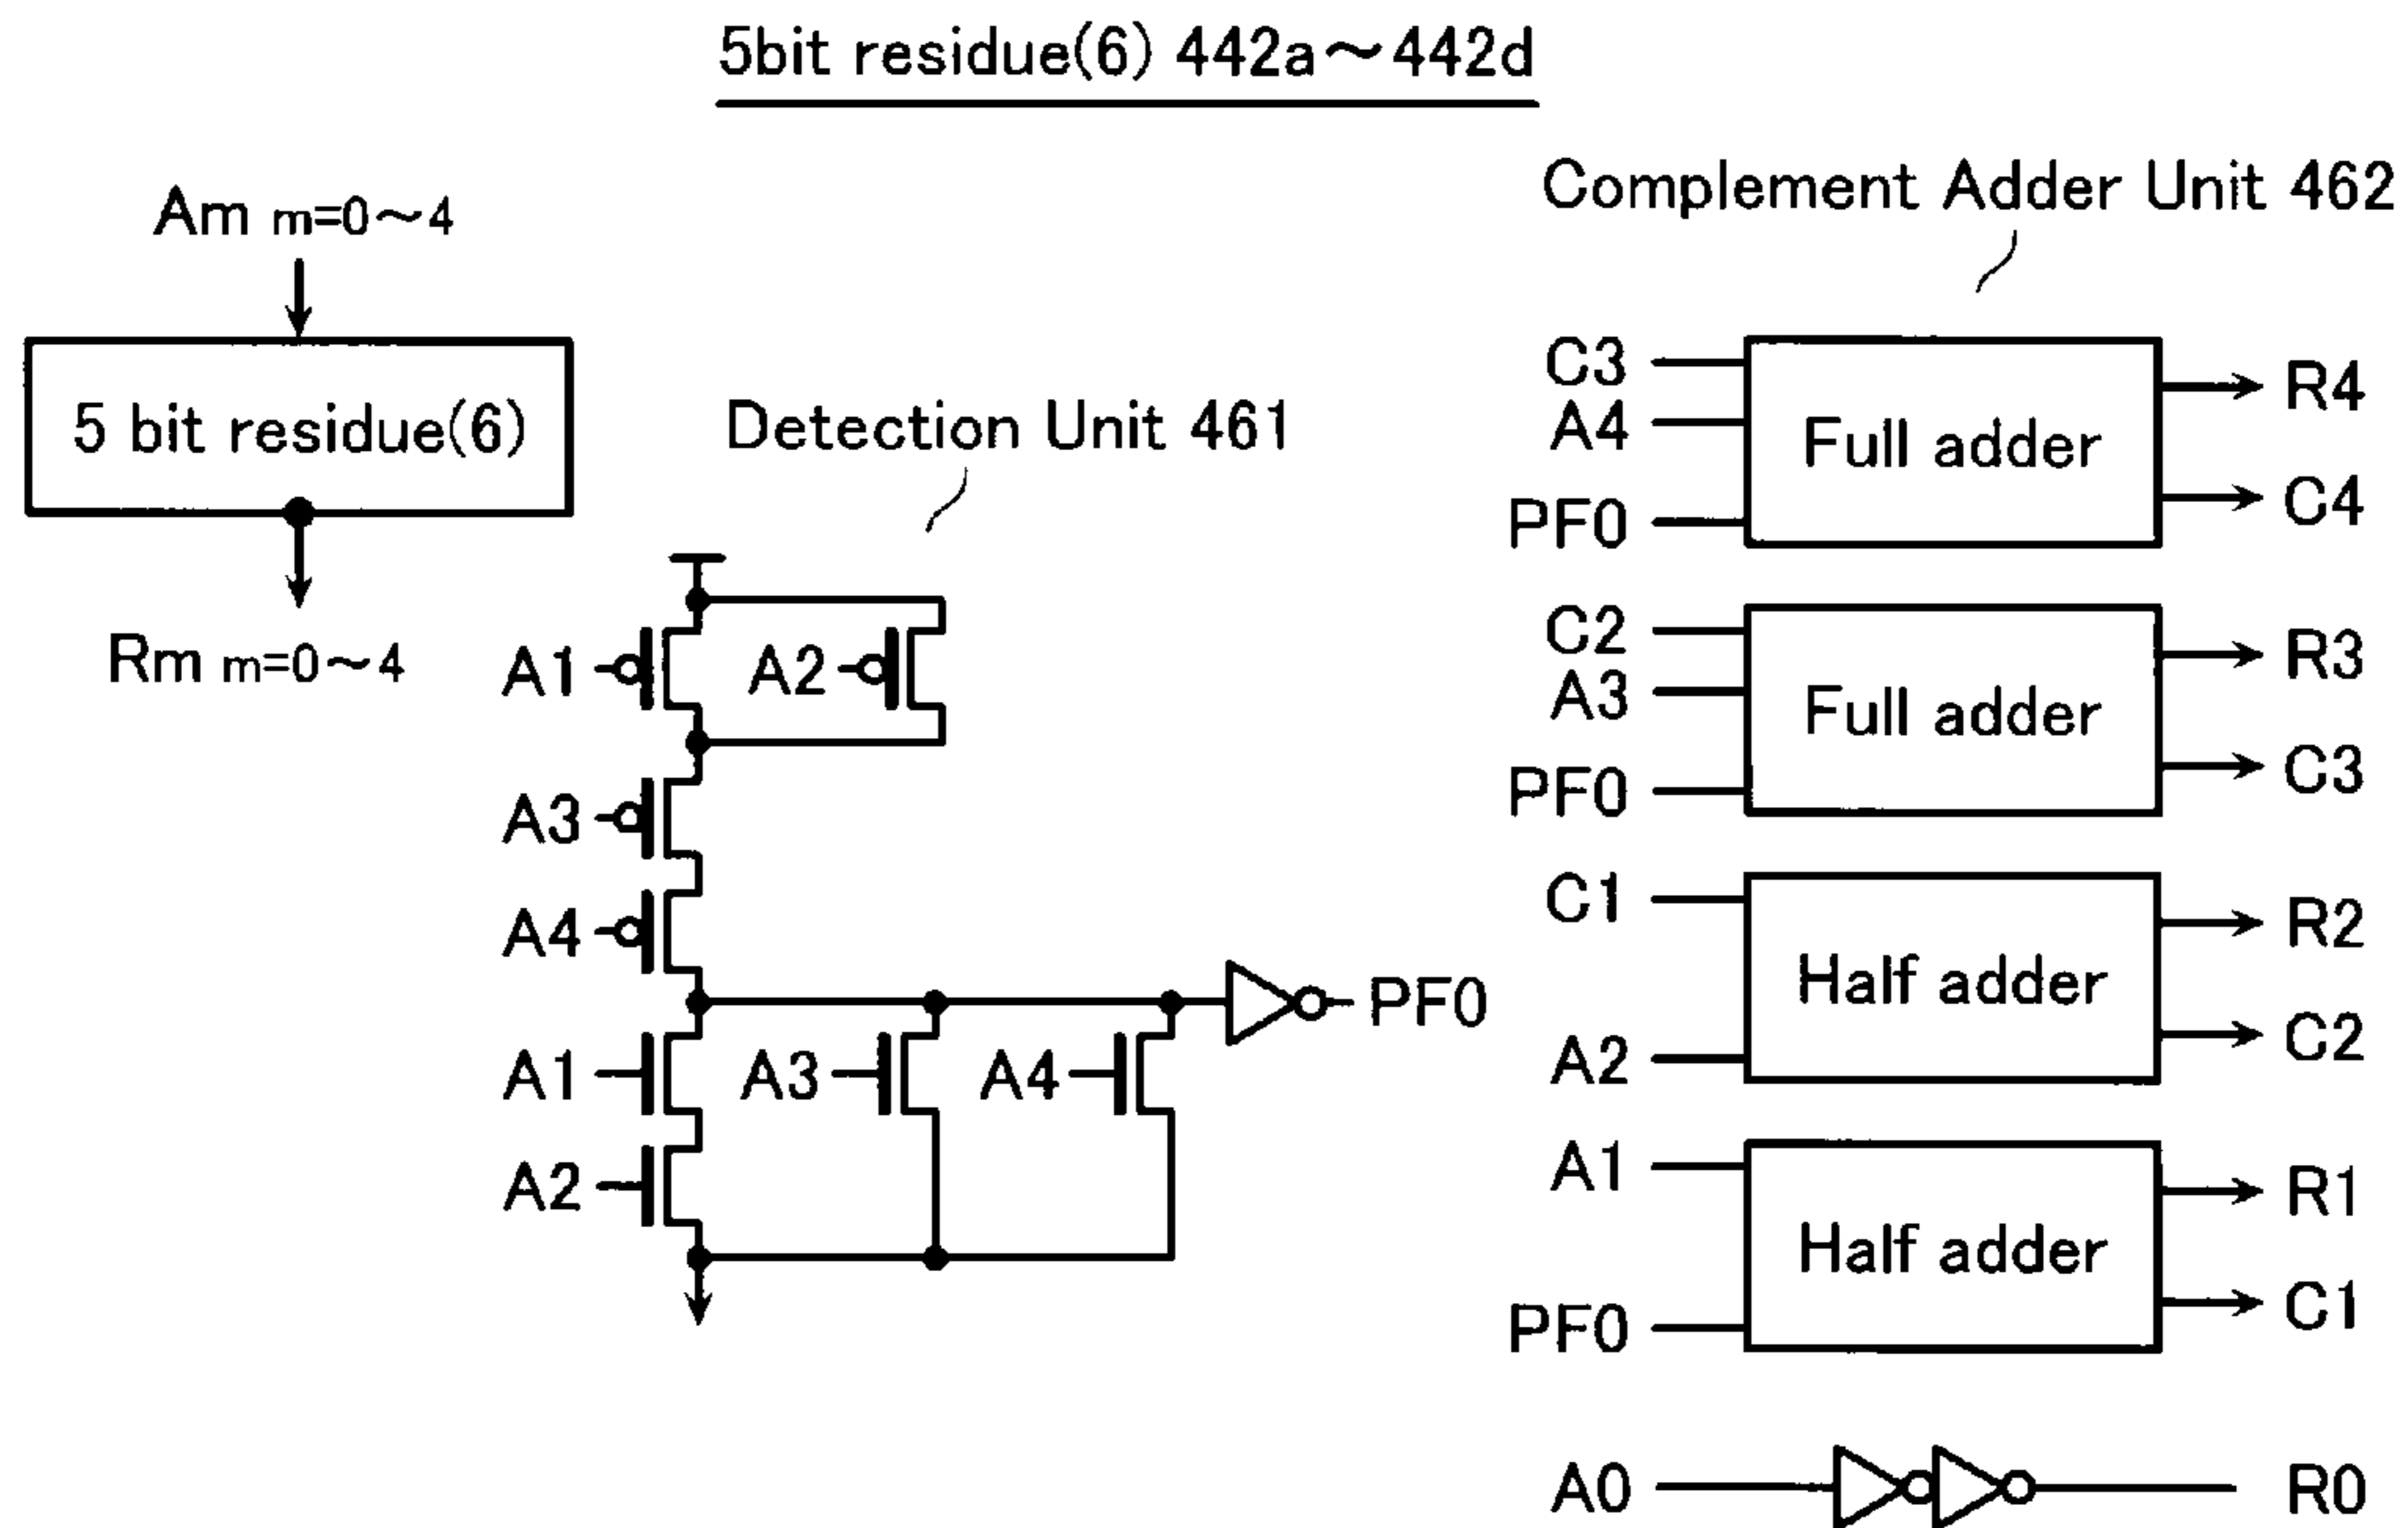 5bit residue(6) 442a～442d
Am m=0～4
5 bit residue(6)
Rm m=0～4
Detection Unit 461
A1
A2
A3
A4
PF0
A1
A3
A4
A2
Complement Adder Unit 462
C3
A4
PF0
Full adder
R4
C4
C2
A3
PF0
Full adder
R3
C3
C1
A2
Half adder
R2
C2
A1
PF0
Half adder
R1
C1
A0
R0